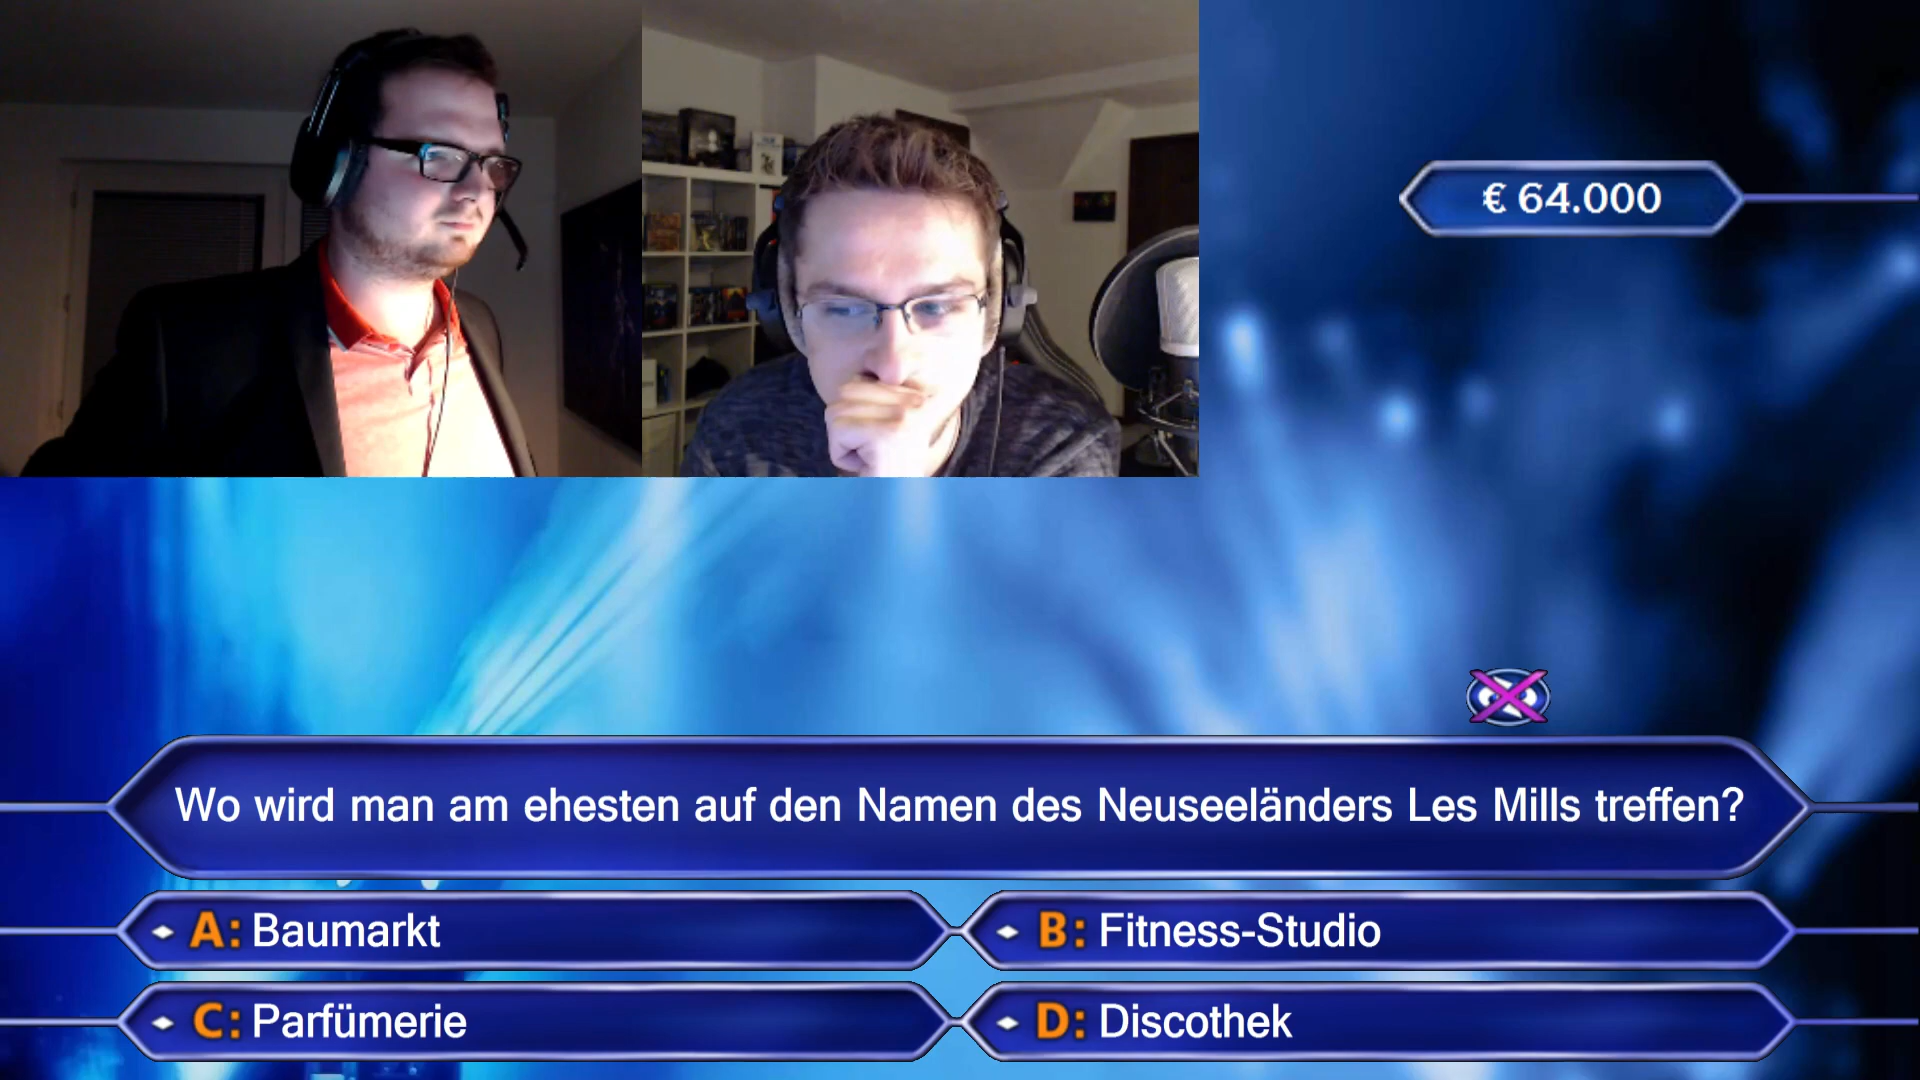 € 64.000
Wo wird man am ehesten auf den Namen des Neuseeländers Les Mills treffen?
A: Baumarkt
B: Fitness-Studio
C: Parfümerie
D: Discothek